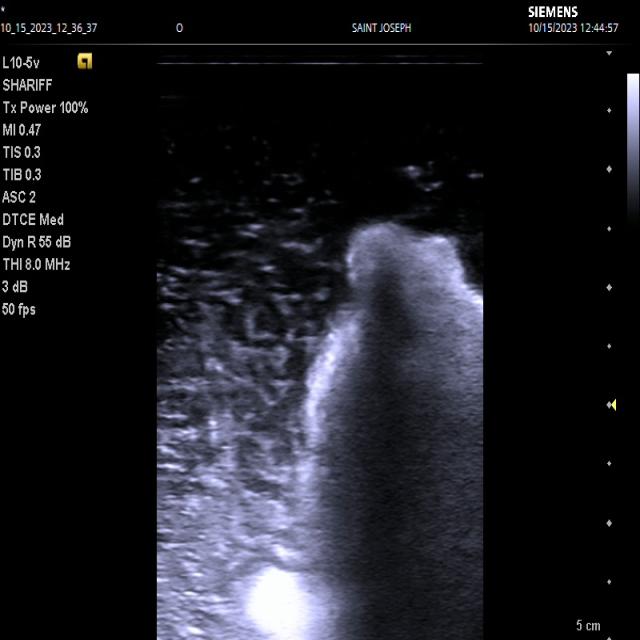 *
SIEMENS
10_15_2023_12_36_37 O SAINT JOSEPH 10/15/2023 12:44:57
L10-5v
SHARIFF
Tx Power 100%
MI 0.47
TIS 0.3
TIB 0.3
ASC 2
DTCE Med
Dyn R 55 dB
THI 8.0 MHz
3 dB
50 fps
5 cm